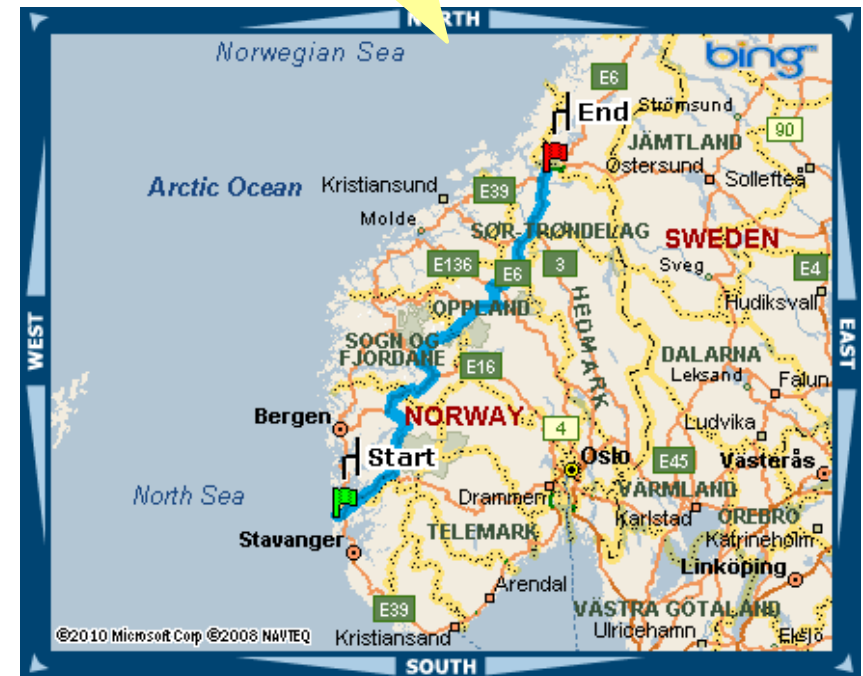 NORTH
Norwegian Sea
bing™
E6
End
Strömsund
90
JÄMTLAND
Östersund
Sollefteå
Arctic Ocean
Kristiansund
E39
Molde
SØR-TRØNDELAG
SWEDEN
E136
E6
3
Sveg
E4
Hudiksvall
OPPLAND
HEDMARK
WEST
EAST
SOGN OG
FJORDANE
E16
DALARNA
Leksand
Falun
Bergen
NORWAY
4
Ludvika
Start
Oslo
E45
Västerås
North Sea
Drammen
VÄRMLAND
Karlstad
ÖREBRO
Stavanger
TELEMARK
Katrineholm
Linköping
Arendal
E39
VÄSTRA GÖTALAND
©2010 Microsoft Corp ©2008 NAVTEQ
Kristiansand
Ulricehamn
Eksjö
SOUTH